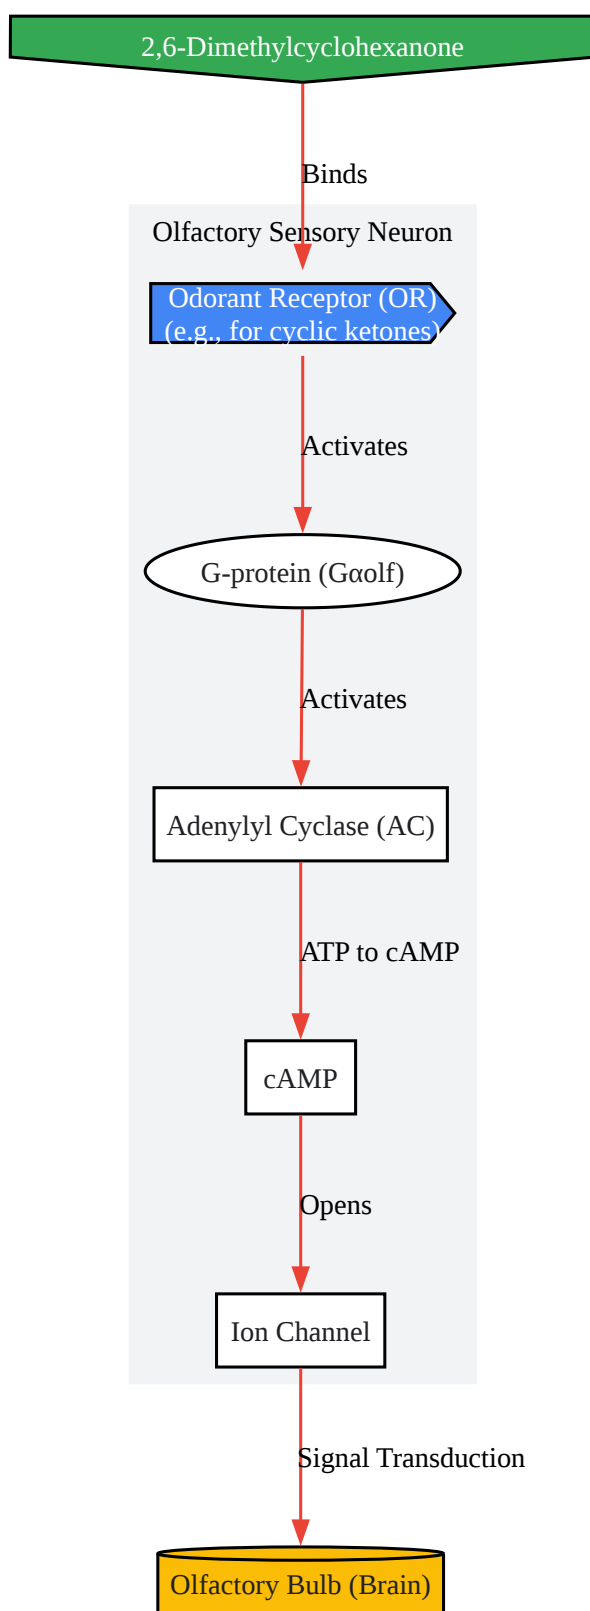 2,6-Dimethylcyclohexanone
Binds
Olfactory Sensory Neuron
Odorant Receptor (OR)
(e.g., for cyclic ketones)
Activates
G-protein (Gαolf)
Activates
Adenylyl Cyclase (AC)
ATP to cAMP
cAMP
Opens
Ion Channel
Signal Transduction
Olfactory Bulb (Brain)